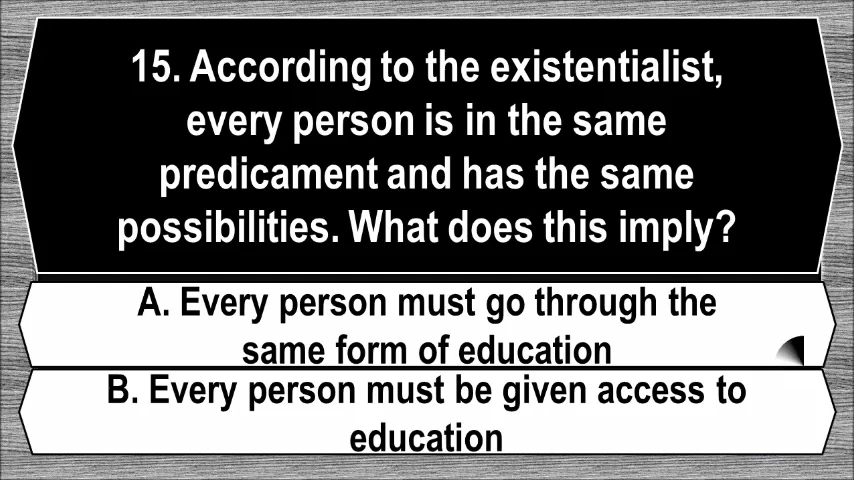 15. According to the existentialist,
every person is in the same
predicament and has the same
possibilities. What does this imply?
A. Every person must go through the
same form of education
B. Every person must be given access to
education